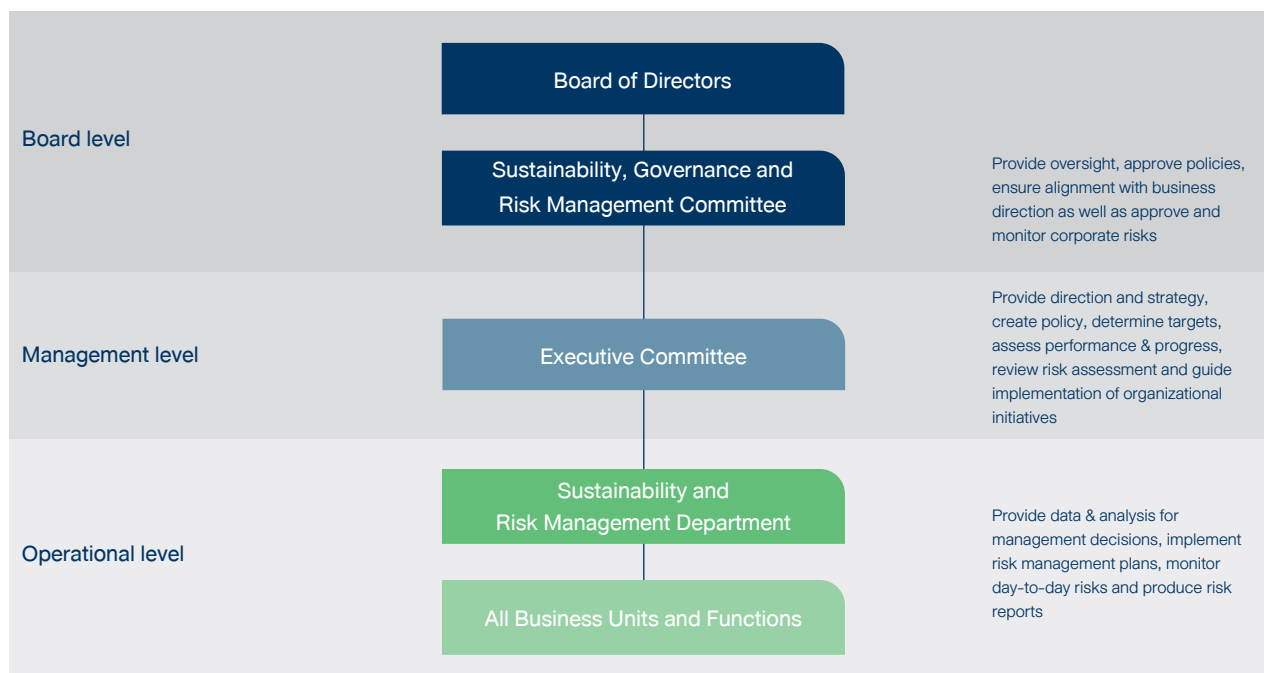 Board of Directors
Board level
Sustainability, Governance and
Risk Management Committee
Provide oversight, approve policies,
ensure alignment with business
direction as well as approve and
monitor corporate risks
Management level
Executive Committee
Provide direction and strategy,
create policy, determine targets,
assess performance & progress,
review risk assessment and guide
implementation of organizational
initiatives
Operational level
Sustainability and
Risk Management Department
All Business Units and Functions
Provide data & analysis for
management decisions, implement
risk management plans, monitor
day-to-day risks and produce risk
reports